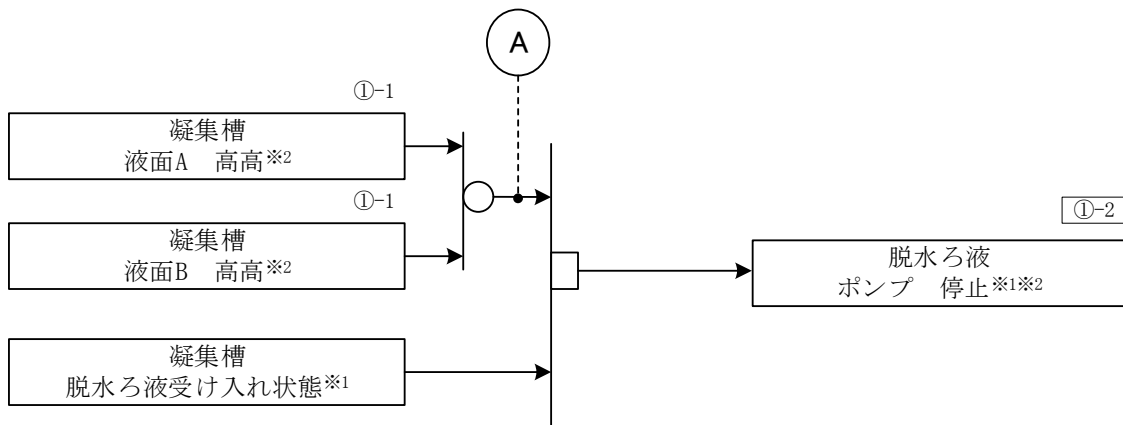 A
①-1
凝集槽
液面A　高高※2
①-1
凝集槽
液面B　高高※2
①-2
脱水ろ液
ポンプ　停止※1※2
凝集槽
脱水ろ液受け入れ状態※1